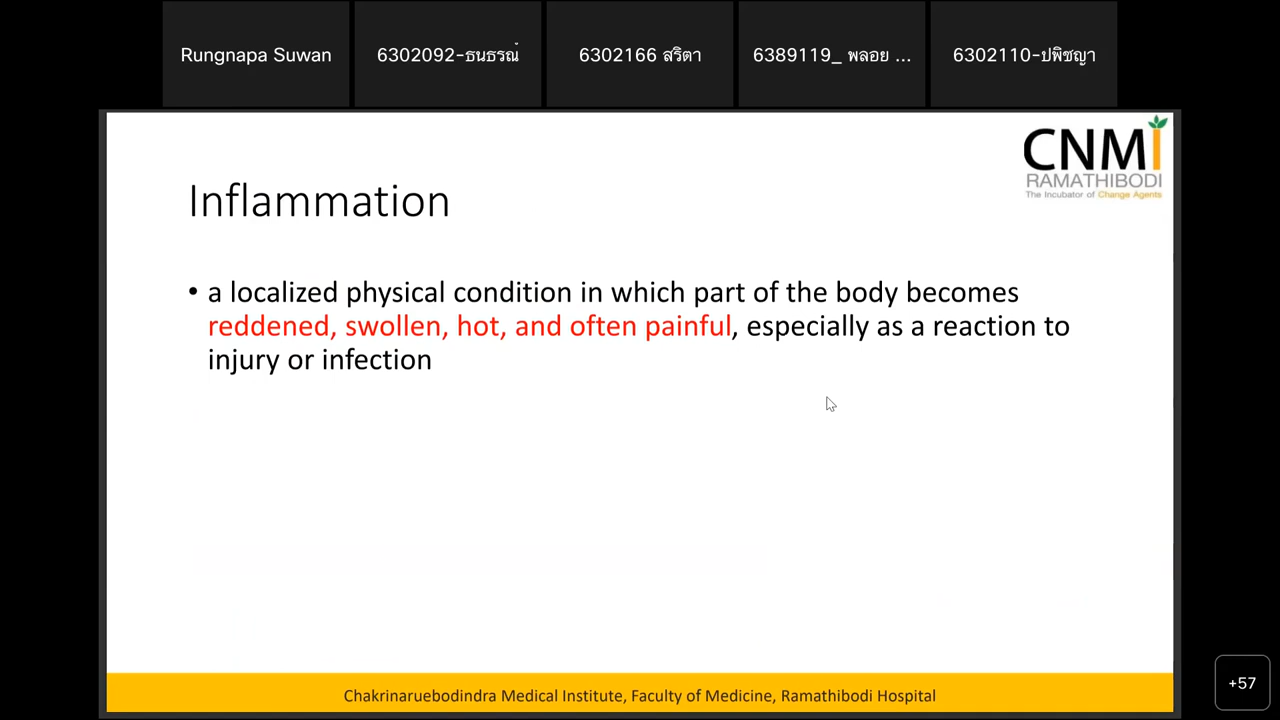 Rungnapa Suwan
6302092-ธนธรณ์
6302166 สริตา
6389119_ พลอย ...
6302110-ปพิชญา
CNMI
RAMATHIBODI
The Incubator of Change Agents
Inflammation
• a localized physical condition in which part of the body becomes
reddened, swollen, hot, and often painful, especially as a reaction to
injury or infection
Chakrinaruebodindra Medical Institute, Faculty of Medicine, Ramathibodi Hospital
+57